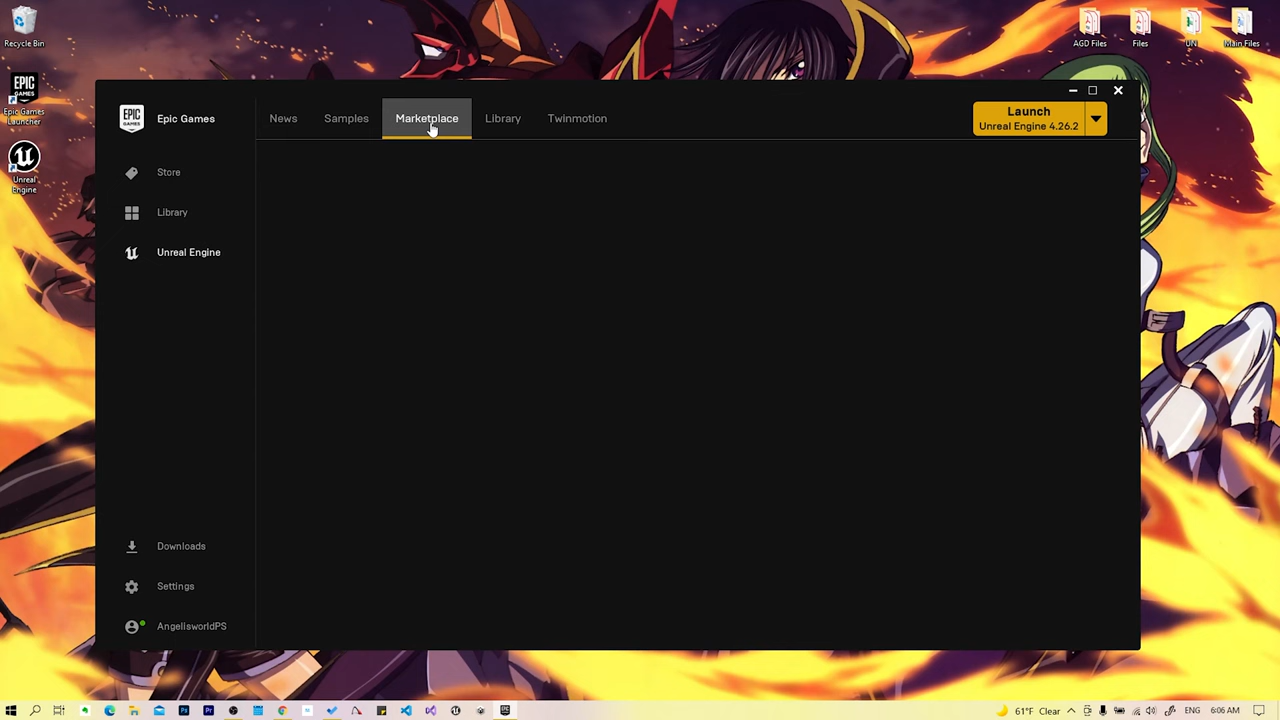 Recycle Bin
Epic Games
Launcher
Unreal
Engine
AGD Files
Files
UNI
Main Files
EPIC
GAMES
Epic Games
News
Samples
Marketplace
Library
Twinmotion
Launch
Unreal Engine 4.26.2
Store
Library
Unreal Engine
Downloads
Settings
AngelisworldPS
61°F Clear
ENG
6:06 AM